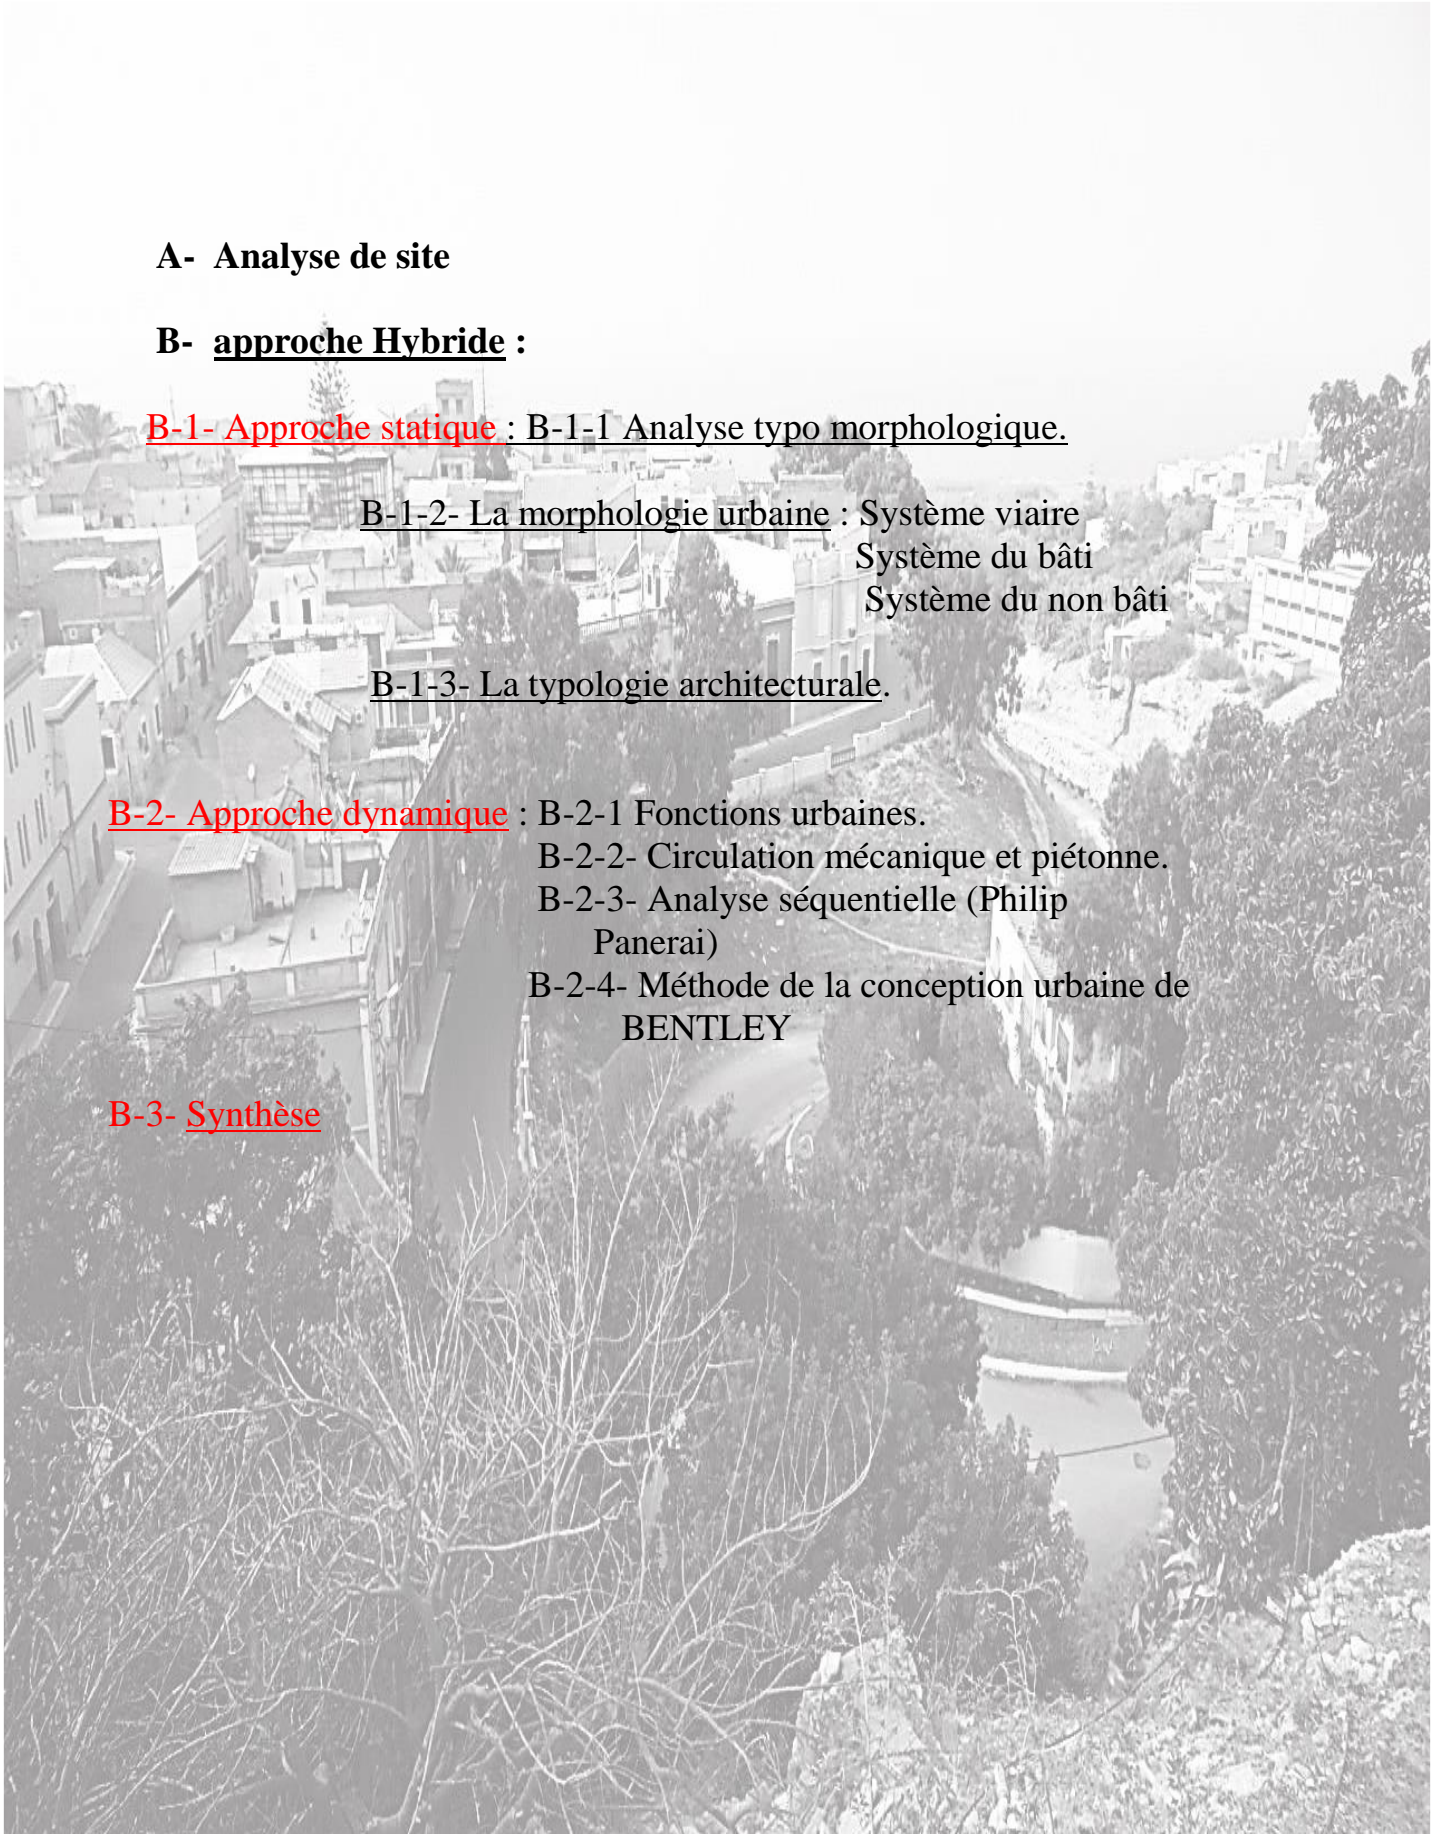 A- Analyse de site
B- approche Hybride :
B-1- Approche statique : B-1-1 Analyse typo morphologique.
B-1-2- La morphologie urbaine : Système viaire
Système du bâti
Système du non bâti
B-1-3- La typologie architecturale.
B-2- Approche dynamique : B-2-1 Fonctions urbaines.
B-2-2- Circulation mécanique et piétonne.
B-2-3- Analyse séquentielle (Philip
Panerai)
B-2-4- Méthode de la conception urbaine de
BENTLEY
B-3- Synthèse